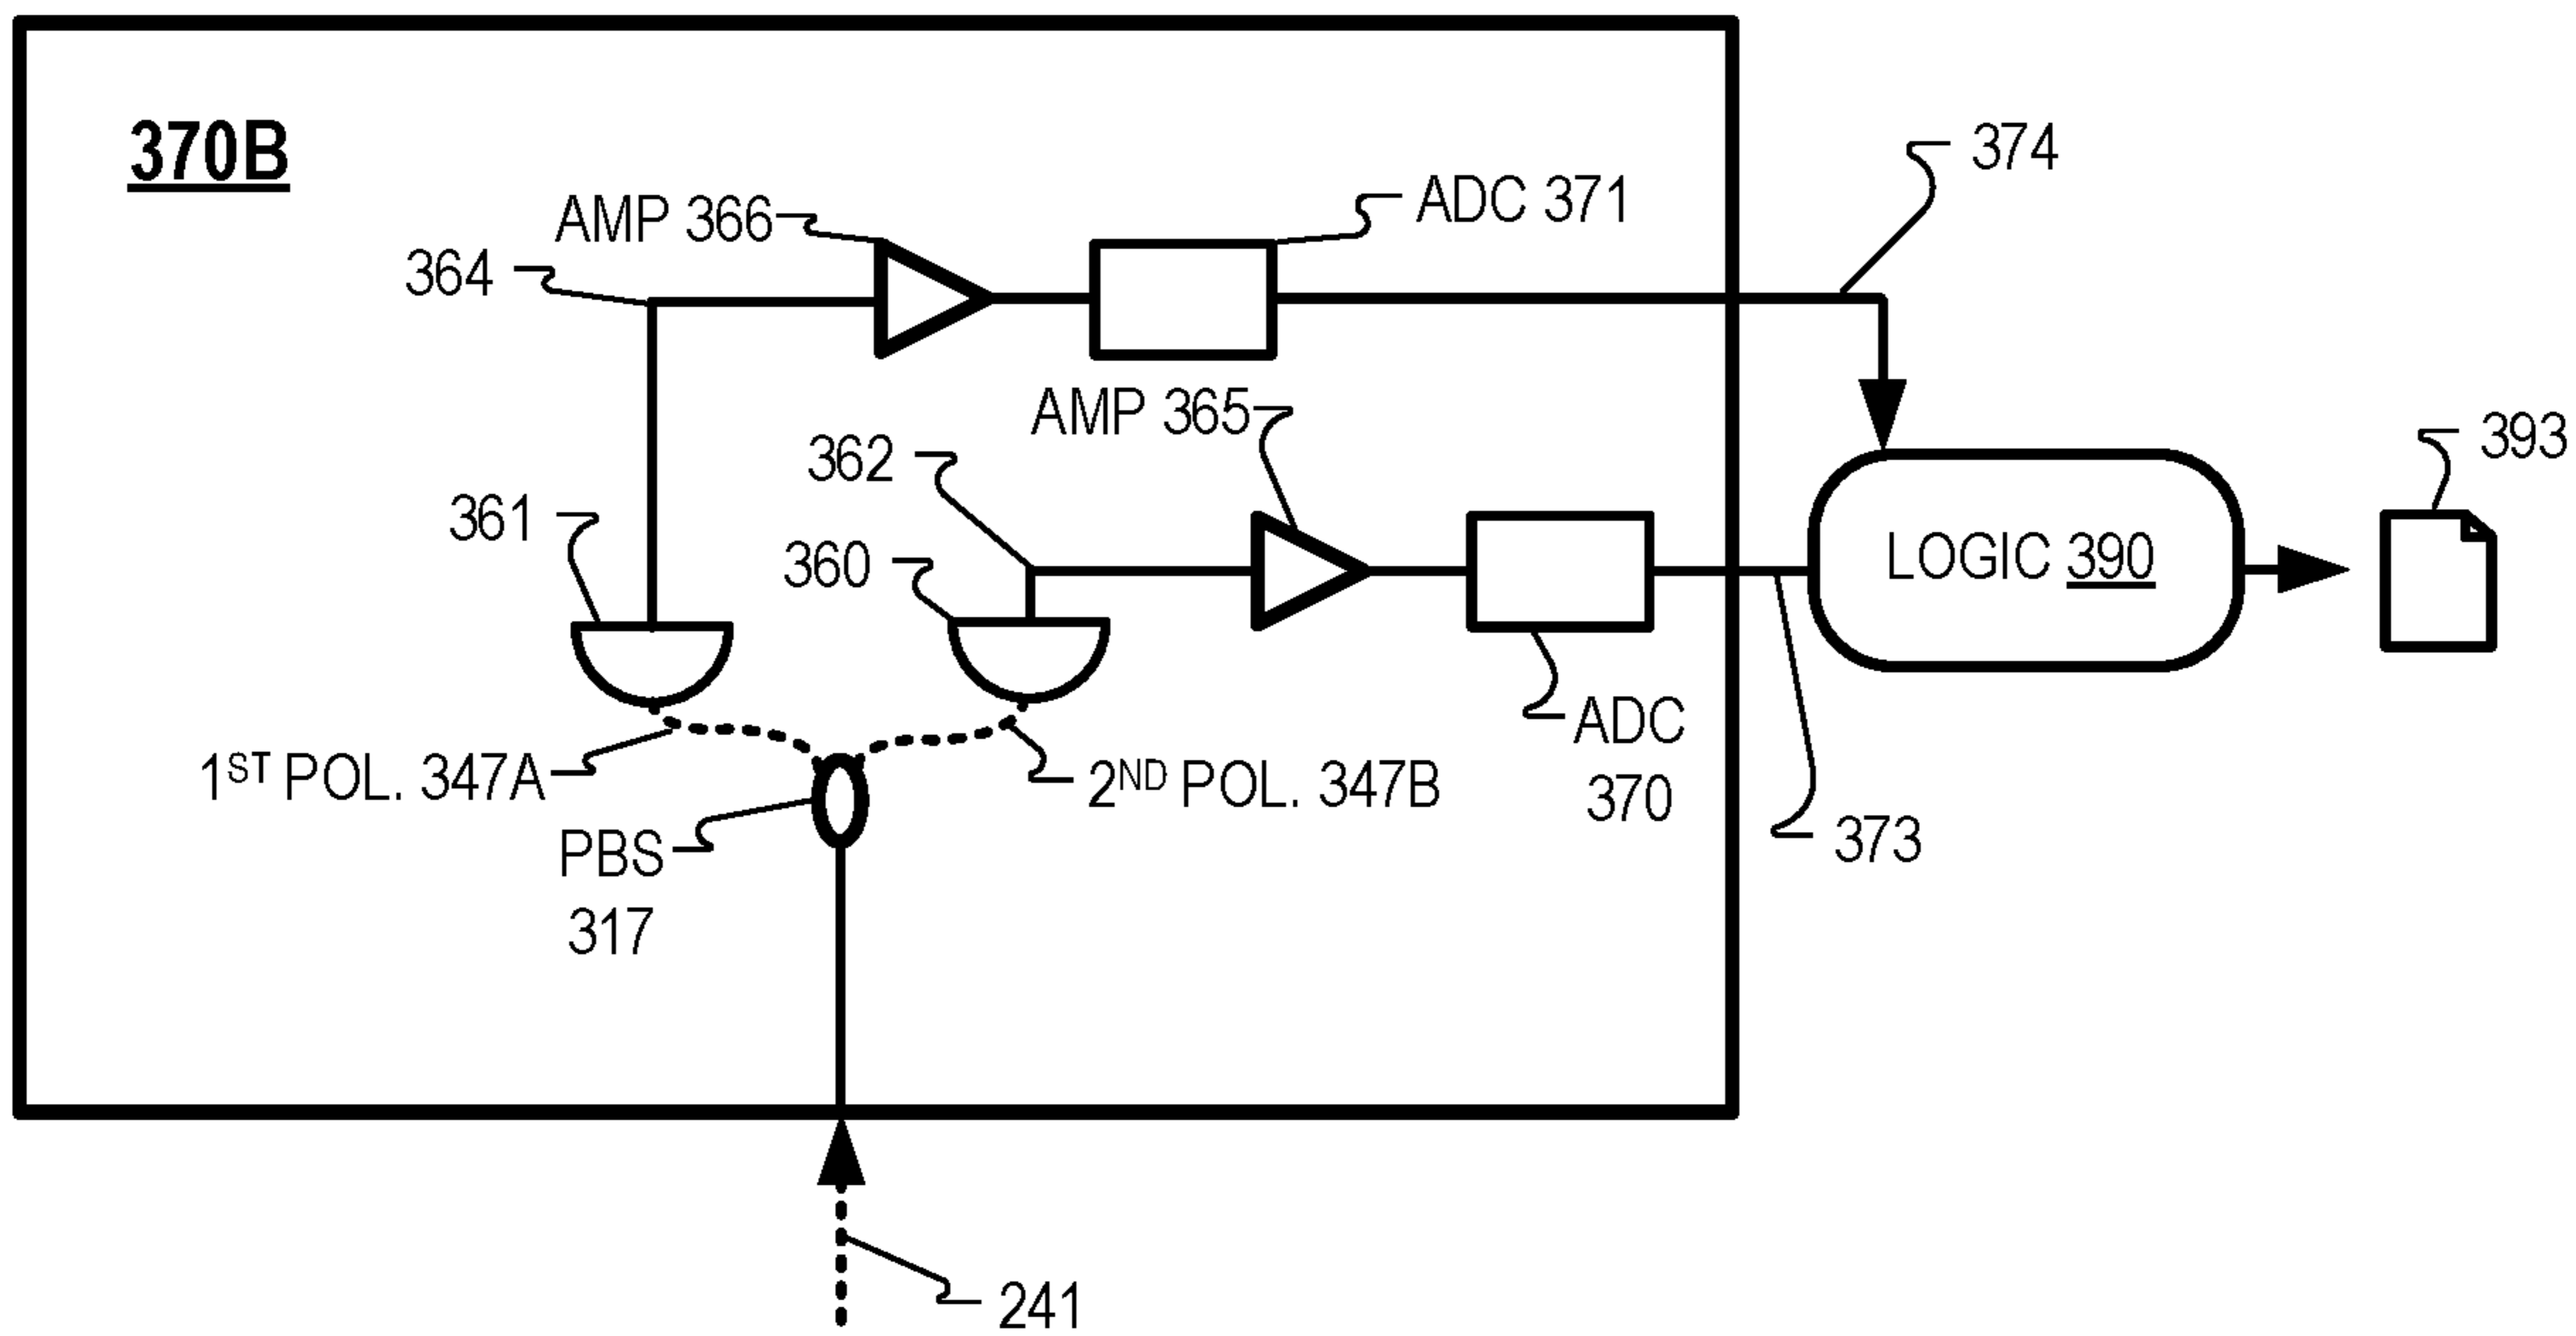 370B
374
ADC 371
AMP 366
364
AMP 365
393
362
361
LOGIC 390
360
ADC
370
1ST POL. 347A
2ND POL. 347B
PBS
317
373
241